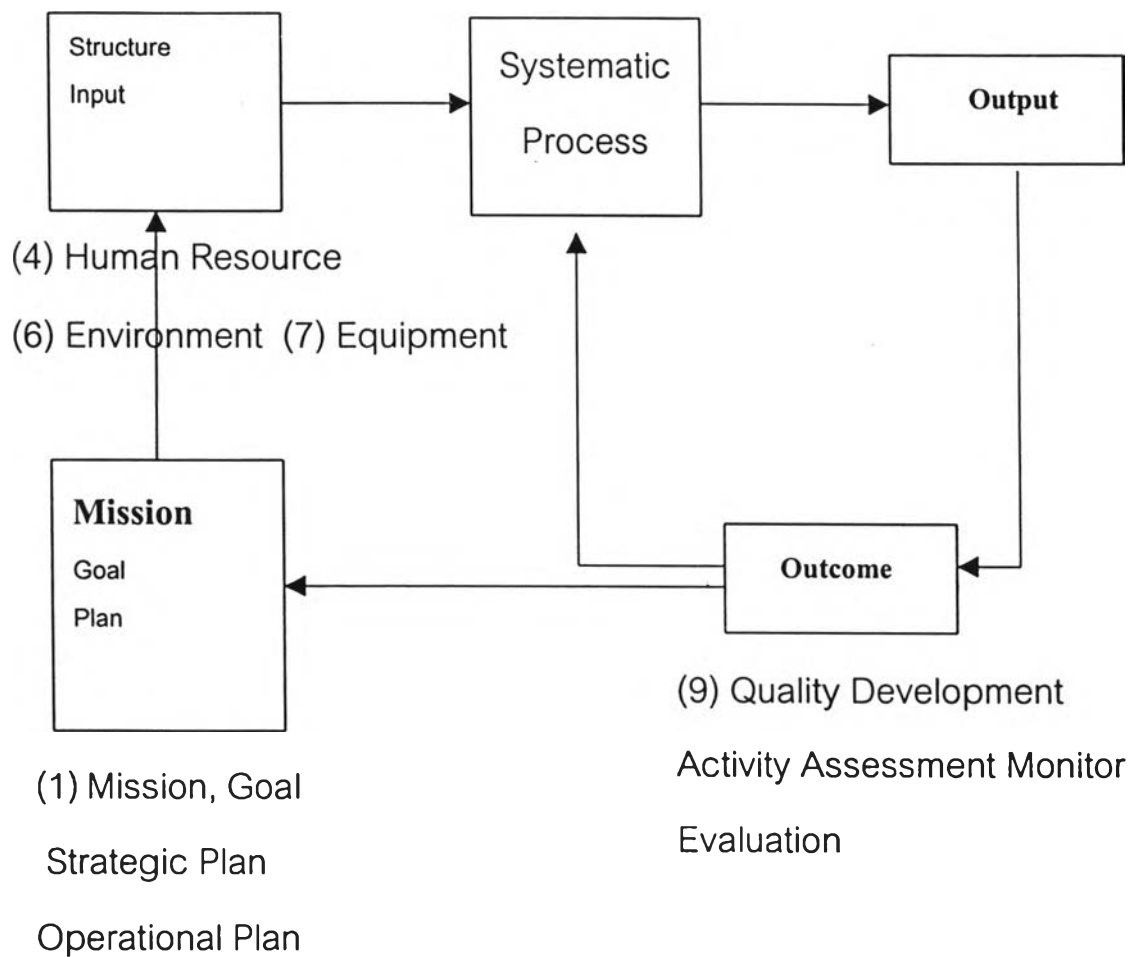 Structure
Input
Systematic
Process
Output
(4) Human Resource
(6) Environment (7) Equipment
Mission
Goal
Plan
Outcome
(9) Quality Development
Activity Assessment Monitor
Evaluation
(1) Mission, Goal
Strategic Plan
Operational Plan